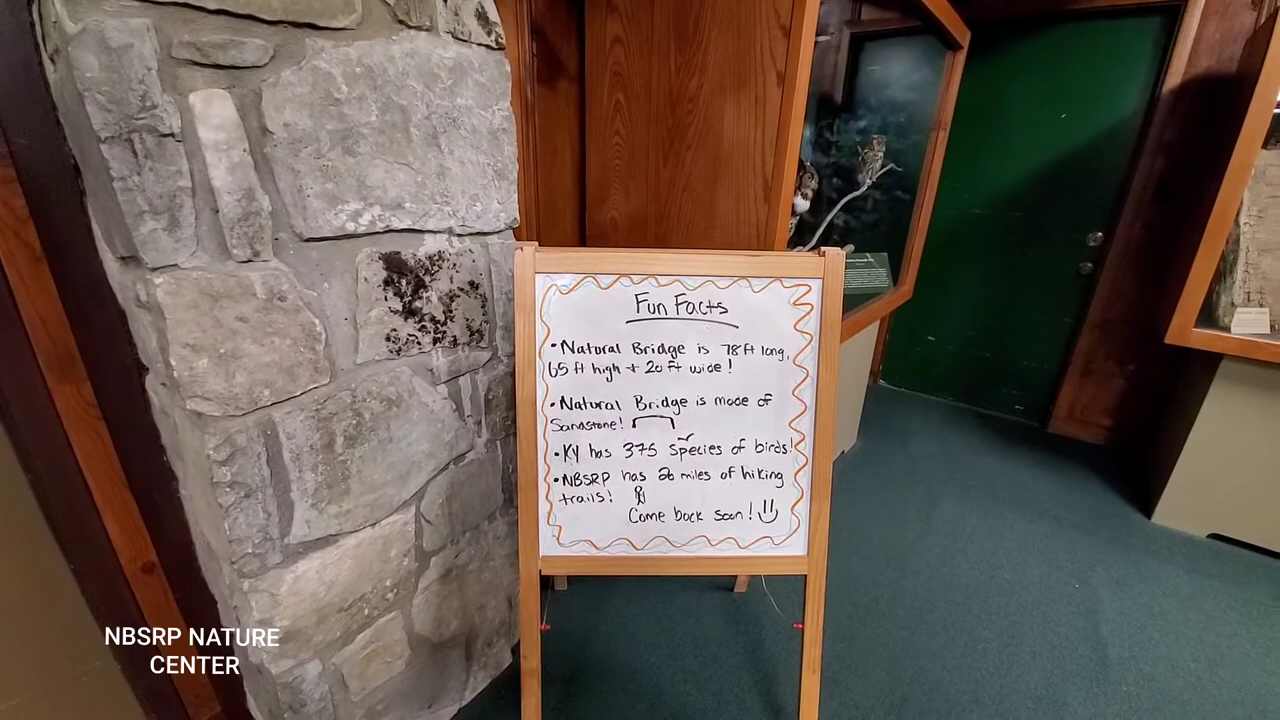 Fun Facts
• Natural Bridge is 78 ft long,
65 ft high + 20 ft wide!
• Natural Bridge is made of
Sandstone!
• KY has 375 species of birds!
• NBSRP has 20 miles of hiking
trails!
Come back soon!
NBSRP NATURE
CENTER